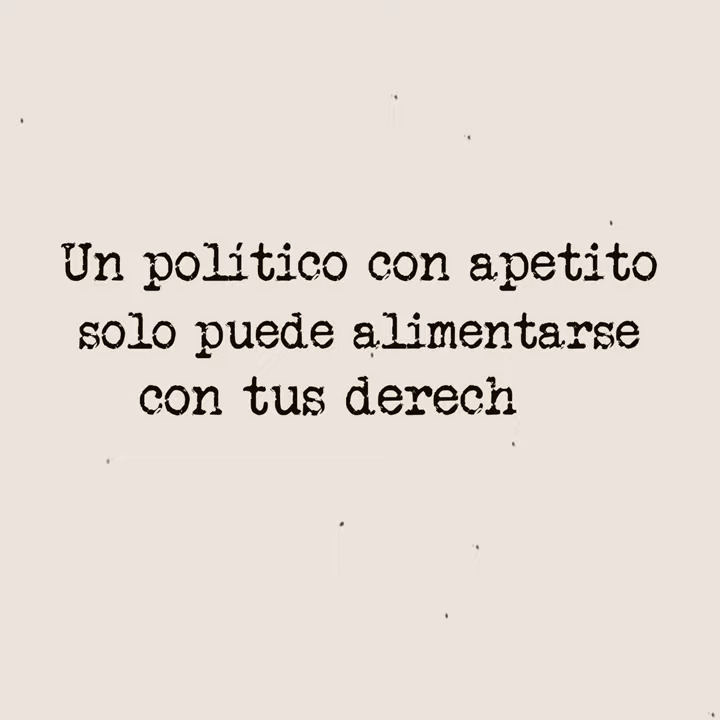 Un político con apetito
solo puede alimentarse
con tus derech